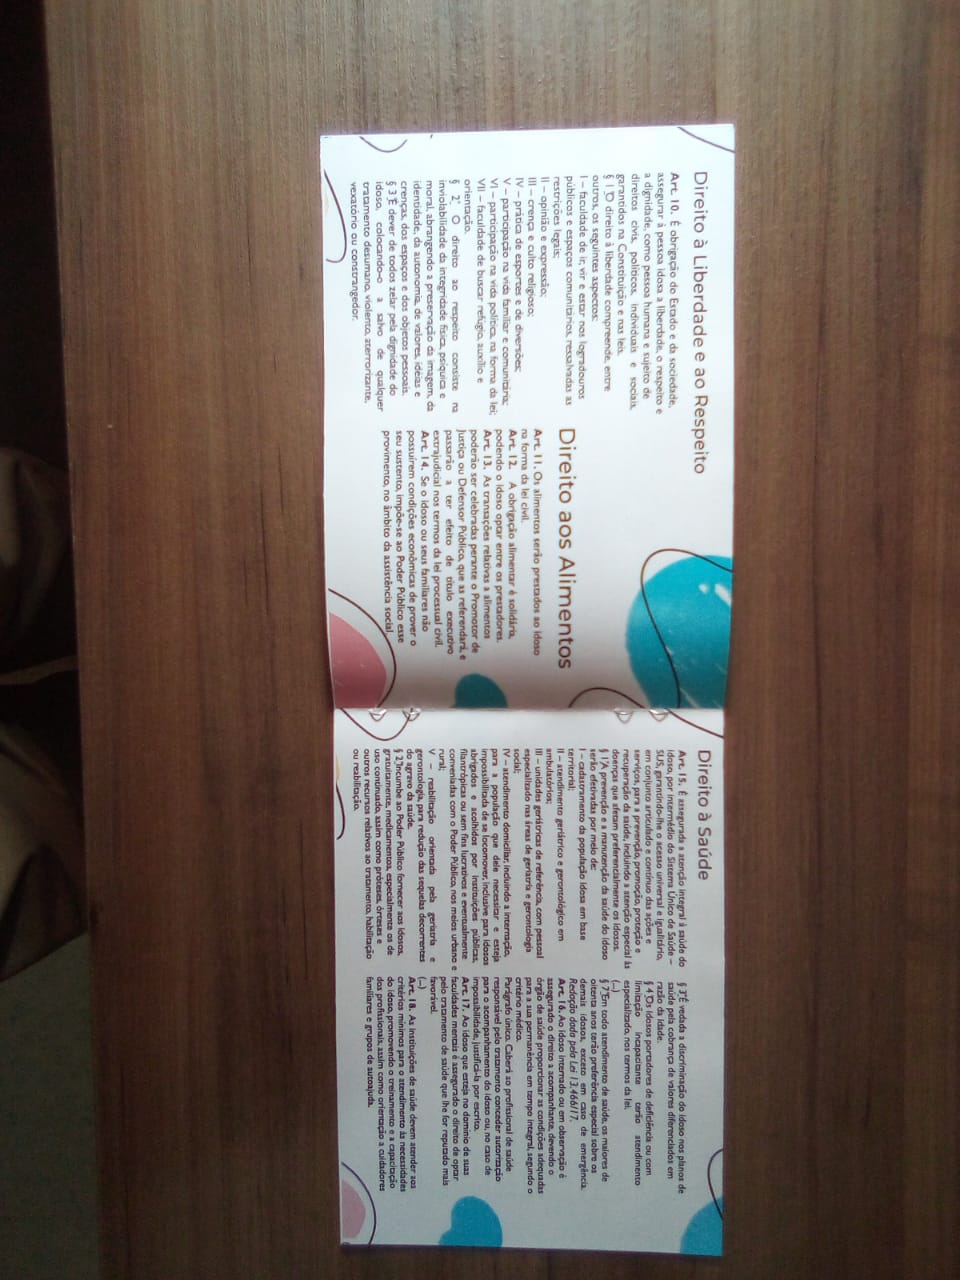 Direito à Liberdade e ao Respeito
Art. 10. É obrigação do Estado e da sociedade,
assegurar à pessoa idosa a liberdade, o respeito e
a dignidade, como pessoa humana e sujeito de
direitos civis, políticos, individuais e sociais,
garantidos na Constituição e nas leis.
§ 1º O direito à liberdade compreende, entre
outros, os seguintes aspectos:
I – faculdade de ir, vir e estar nos logradouros
públicos e espaços comunitários, ressalvadas as
restrições legais;
II – opinião e expressão;
III – crença e culto religioso;
IV – prática de esportes e de diversões;
V – participação na vida familiar e comunitária;
VI – participação na vida política, na forma da lei;
VII – faculdade de buscar refúgio, auxílio e
orientação.
§ 2º O direito ao respeito consiste na
inviolabilidade da integridade física, psíquica e
moral, abrangendo a preservação da imagem, da
identidade, da autonomia, de valores, idéias e
crenças, dos espaços e dos objetos pessoais.
§ 3º É dever de todos zelar pela dignidade do
idoso, colocando-o a salvo de qualquer
tratamento desumano, violento, aterrorizante,
vexatório ou constrangedor.
Direito aos Alimentos
Art. 11. Os alimentos serão prestados ao idoso
na forma da lei civil.
Art. 12. A obrigação alimentar é solidária,
podendo o idoso optar entre os prestadores.
Art. 13. As transações relativas a alimentos
poderão ser celebradas perante o Promotor de
Justiça ou Defensor Público, que as referendará, e
passarão a ter efeito de título executivo
extrajudicial nos termos da lei processual civil.
Art. 14. Se o idoso ou seus familiares não
possuírem condições econômicas de prover o
seu sustento, impõe-se ao Poder Público esse
provimento, no âmbito da assistência social.
Direito à Saúde
Art. 15. É assegurada a atenção integral à saúde do
idoso, por intermédio do Sistema Único de Saúde –
SUS, garantindo-lhe o acesso universal e igualitário,
em conjunto articulado e contínuo das ações e
serviços, para a prevenção, promoção, proteção e
recuperação da saúde, incluindo a atenção especial às
doenças que afetam preferencialmente os idosos.
§ 1º A prevenção e a manutenção da saúde do idoso
serão efetivadas por meio de:
I – cadastramento da população idosa em base
territorial;
II – atendimento geriátrico e gerontológico em
ambulatórios;
III – unidades geriátricas de referência, com pessoal
especializado nas áreas de geriatria e gerontologia
social;
IV – atendimento domiciliar, incluindo a internação,
para a população que dele necessitar e esteja
impossibilitada de se locomover, inclusive para idosos
abrigados e acolhidos por instituições públicas,
filantrópicas ou sem fins lucrativos e eventualmente
conveniadas com o Poder Público, nos meios urbano e
rural;
V – reabilitação orientada pela geriatria e
gerontologia, para redução das sequelas decorrentes
do agravo da saúde.
§ 2º Incumbe ao Poder Público fornecer aos idosos,
gratuitamente, medicamentos, especialmente os de
uso continuado, assim como próteses, órteses e
outros recursos relativos ao tratamento, habilitação
ou reabilitação.
§ 3º É vedada a discriminação do idoso nos planos de
saúde pela cobrança de valores diferenciados em
razão da idade.
§ 4º Os idosos portadores de deficiência ou com
limitação incapacitante terão atendimento
especializado, nos termos da lei.
(...)
§ 7º Em todo atendimento de saúde, os maiores de
oitenta anos terão preferência especial sobre os
demais idosos, exceto em caso de emergência.
Redação dada pela Lei 13.466/17.
Art. 16. Ao idoso internado ou em observação é
assegurado o direito a acompanhante, devendo o
órgão de saúde proporcionar as condições adequadas
para a sua permanência em tempo integral, segundo o
critério médico.
Parágrafo único. Caberá ao profissional de saúde
responsável pelo tratamento conceder autorização
para o acompanhamento do idoso ou, no caso de
impossibilidade, justificá-la por escrito.
Art. 17. Ao idoso que esteja no domínio de suas
faculdades mentais é assegurado o direito de optar
pelo tratamento de saúde que lhe for reputado mais
favorável.
(...)
Art. 18. As instituições de saúde devem atender aos
critérios mínimos para o atendimento às necessidades
do idoso, promovendo o treinamento e a capacitação
dos profissionais, assim como orientação a cuidadores
familiares e grupos de autoajuda.